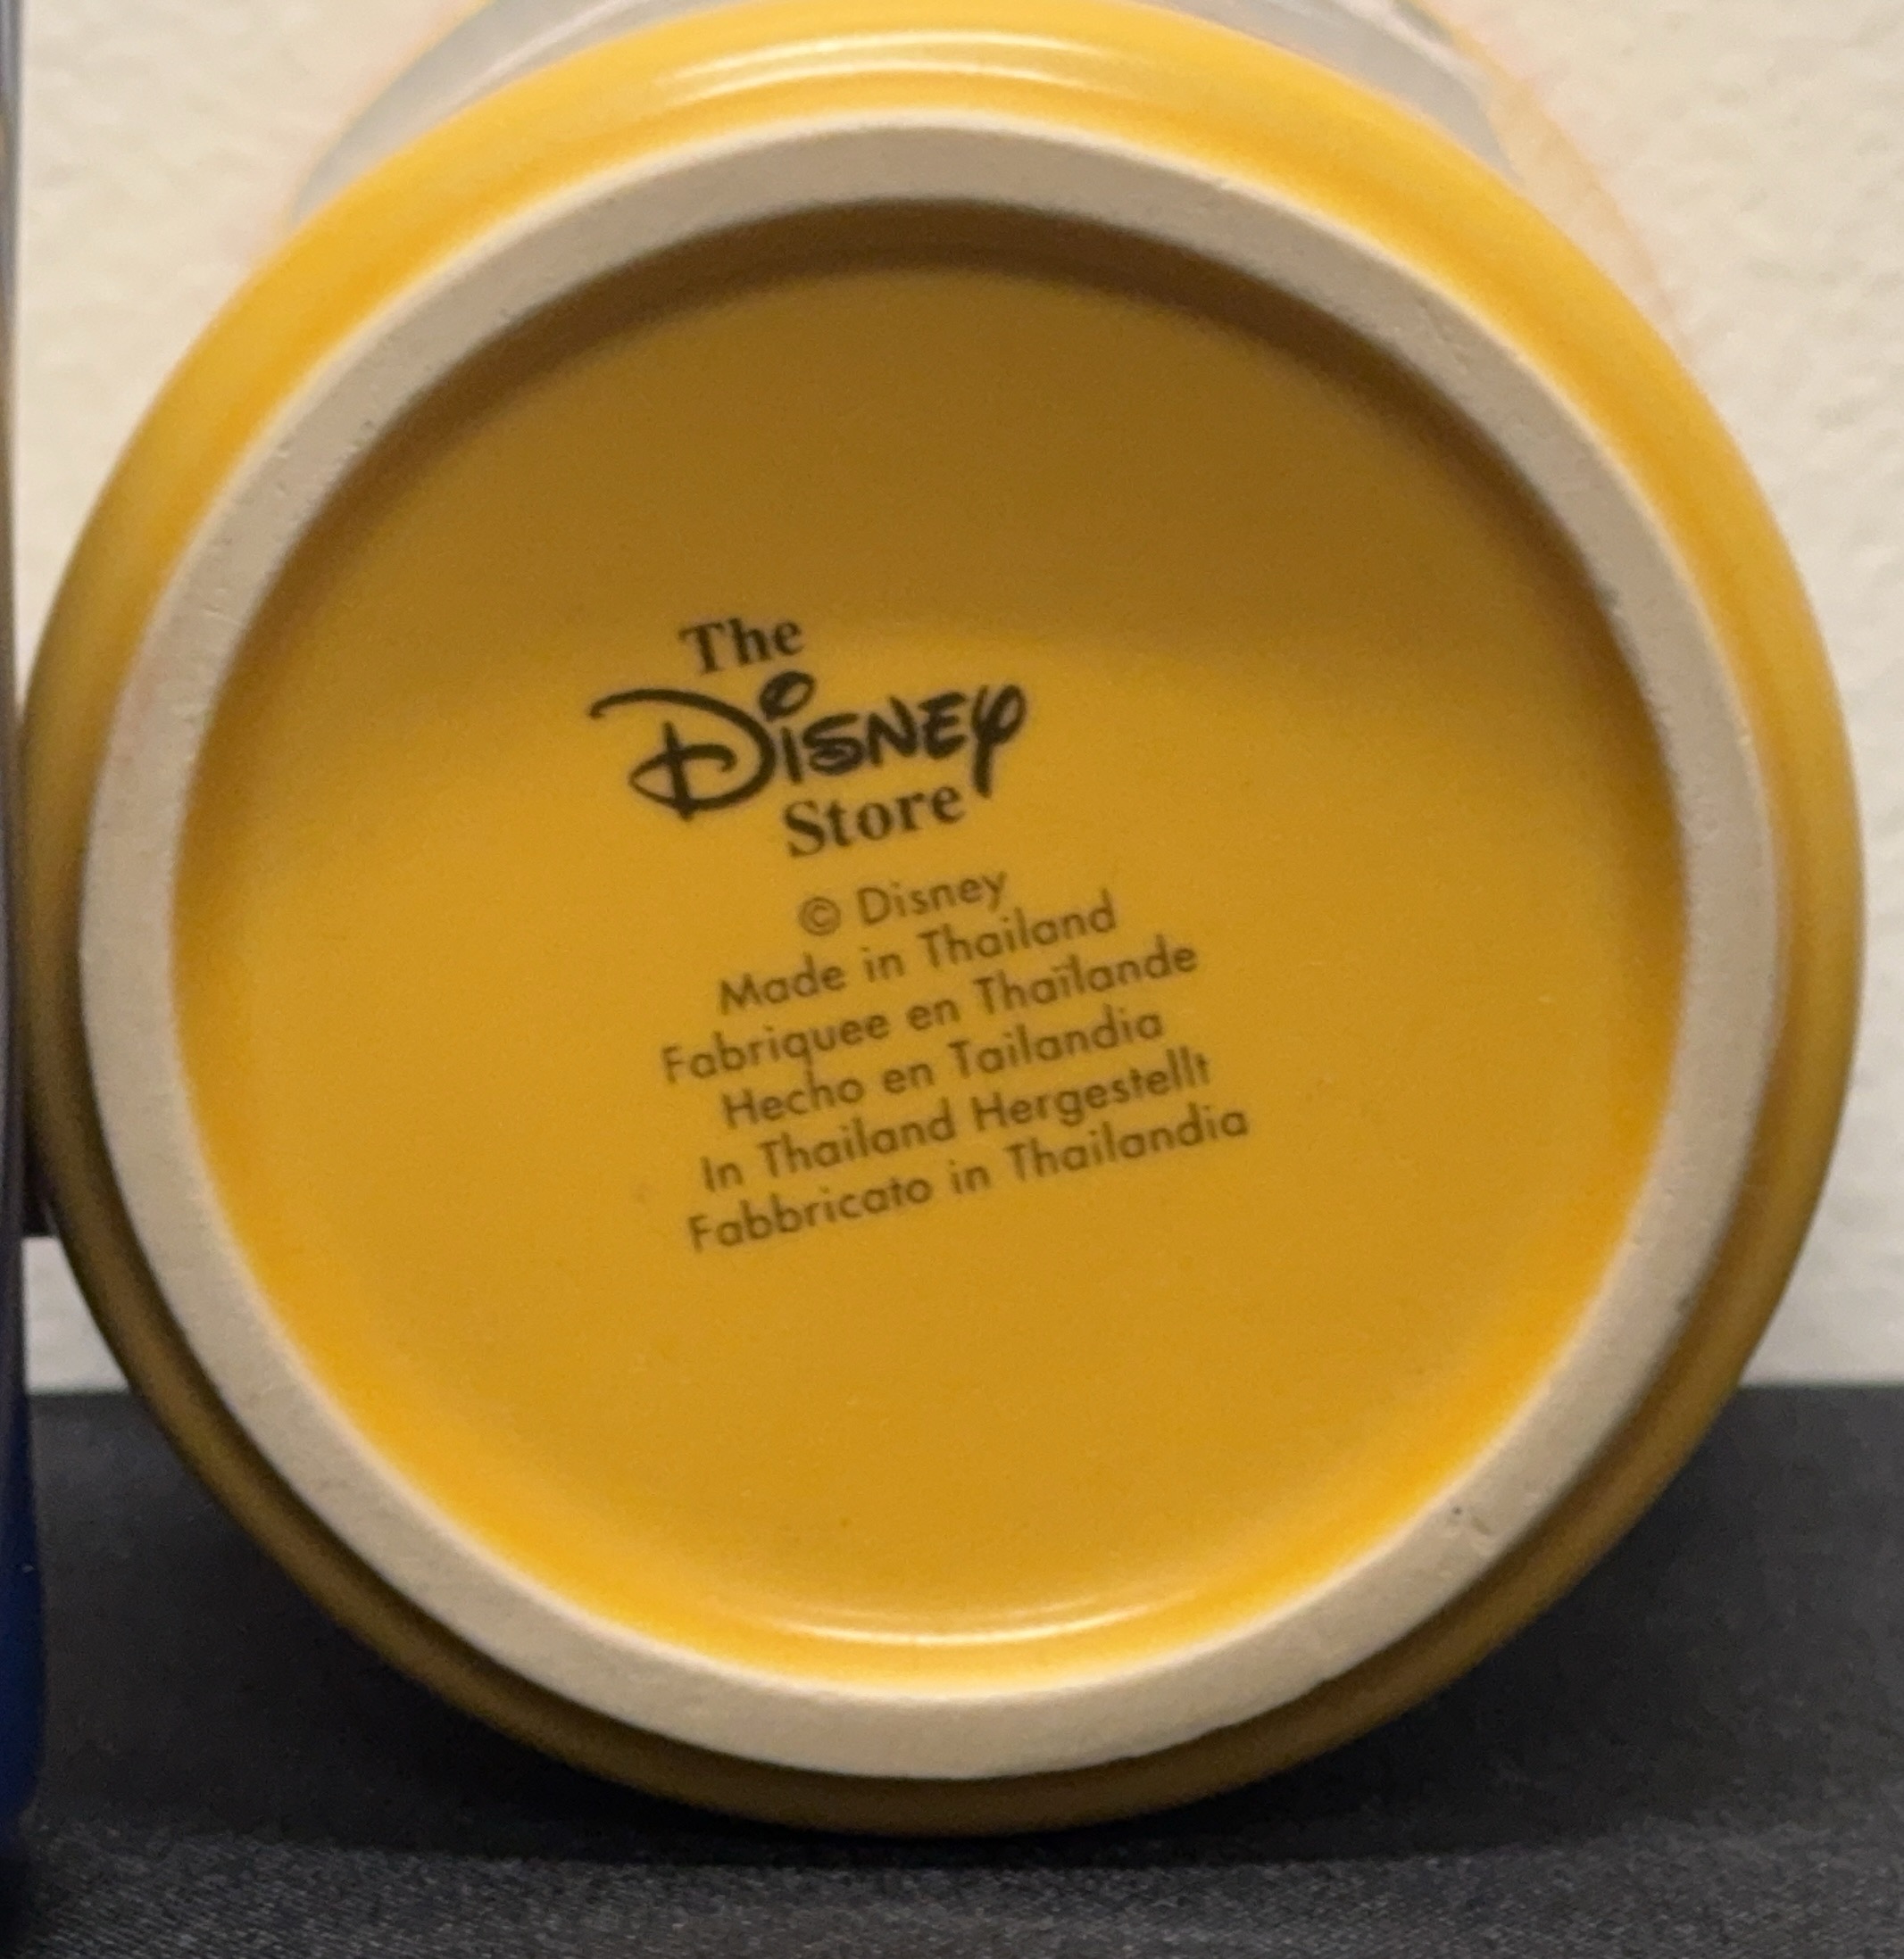 The
Disney
Store
© Disney
Made in Thailand
Fabriquee en Thaïlande
Hecho en Tailandia
In Thailand Hergestellt
Fabbricato in Thailandia